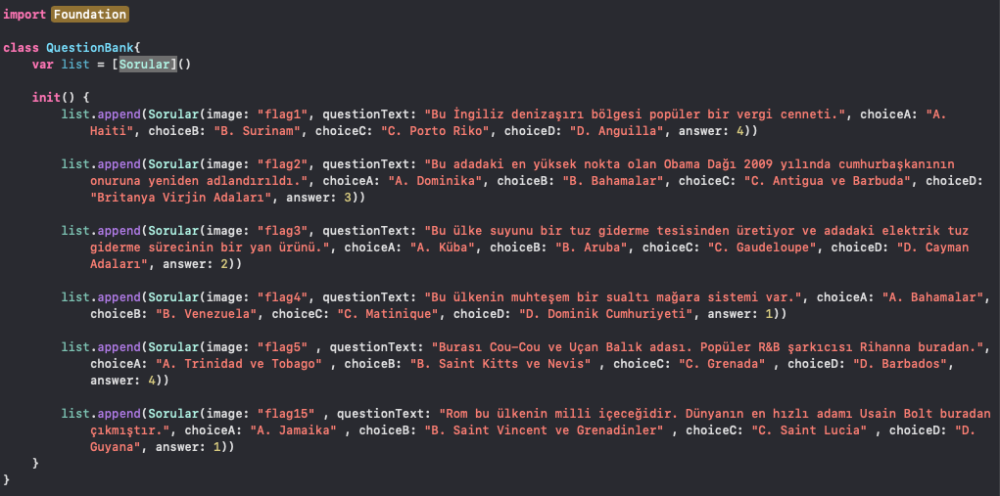 import Foundation
class QuestionBank{
var list = [Sorular]()
init() {
list.append(Sorular(image: "flag1", questionText: "Bu İngiliz denizaşırı bölgesi popüler bir vergi cenneti.", choiceA: "A.
Haiti", choiceB: "B. Surinam", choiceC: "C. Porto Riko", choiceD: "D. Anguilla", answer: 4))
list.append(Sorular(image: "flag2", questionText: "Bu adadaki en yüksek nokta olan Obama Dağı 2009 yılında cumhurbaşkanının
onuruna yeniden adlandırıldı.", choiceA: "A. Dominika", choiceB: "B. Bahamalar", choiceC: "C. Antigua ve Barbuda", choiceD:
"Britanya Virjin Adaları", answer: 3))
list.append(Sorular(image: "flag3", questionText: "Bu ülke suyunu bir tuz giderme tesisinden üretiyor ve adadaki elektrik tuz
giderme sürecinin bir yan ürünü.", choiceA: "A. Küba", choiceB: "B. Aruba", choiceC: "C. Gaudeloupe", choiceD: "D. Cayman
Adaları", answer: 2))
list.append(Sorular(image: "flag4", questionText: "Bu ülkenin muhteşem bir sualtı mağara sistemi var.", choiceA: "A. Bahamalar",
choiceB: "B. Venezuela", choiceC: "C. Matinique", choiceD: "D. Dominik Cumhuriyeti", answer: 1))
list.append(Sorular(image: "flag5" , questionText: "Burası Cou-Cou ve Uçan Balık adası. Popüler R&B şarkıcısı Rihanna buradan.",
choiceA: "A. Trinidad ve Tobago" , choiceB: "B. Saint Kitts ve Nevis" , choiceC: "C. Grenada" , choiceD: "D. Barbados",
answer: 4))
list.append(Sorular(image: "flag15" , questionText: "Rom bu ülkenin milli içeceğidir. Dünyanın en hızlı adamı Usain Bolt buradan
çıkmıştır.", choiceA: "A. Jamaika" , choiceB: "B. Saint Vincent ve Grenadinler" , choiceC: "C. Saint Lucia" , choiceD: "D.
Guyana", answer: 1))
}
}